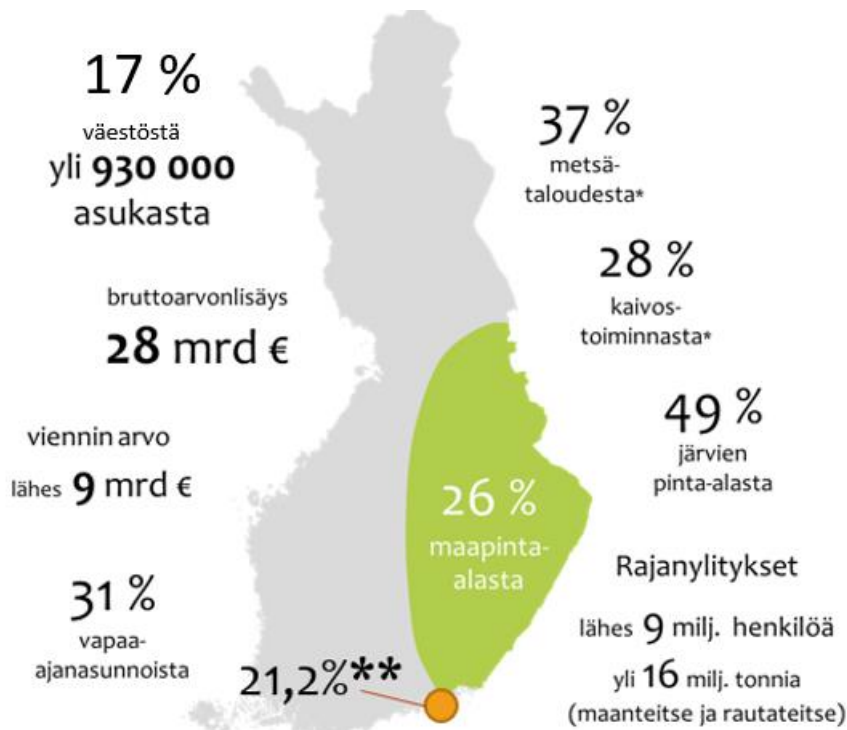 17 %
väestöstä
yli 930 000
asukasta
bruttoarvonlisäys
28 mrd €
viennin arvo
lähes 9 mrd €
31 %
vapaa-
ajanasunnoista
21,2%**
26 %
maapinta-
alasta
37 %
metsä-
taloudesta*
28 %
kaivos-
toiminnasta*
49 %
järvien
pinta-alasta
Rajanylitykset
lähes 9 milj. henkilöä
yli 16 milj. tonnia
(maanteitse ja rautateitse)